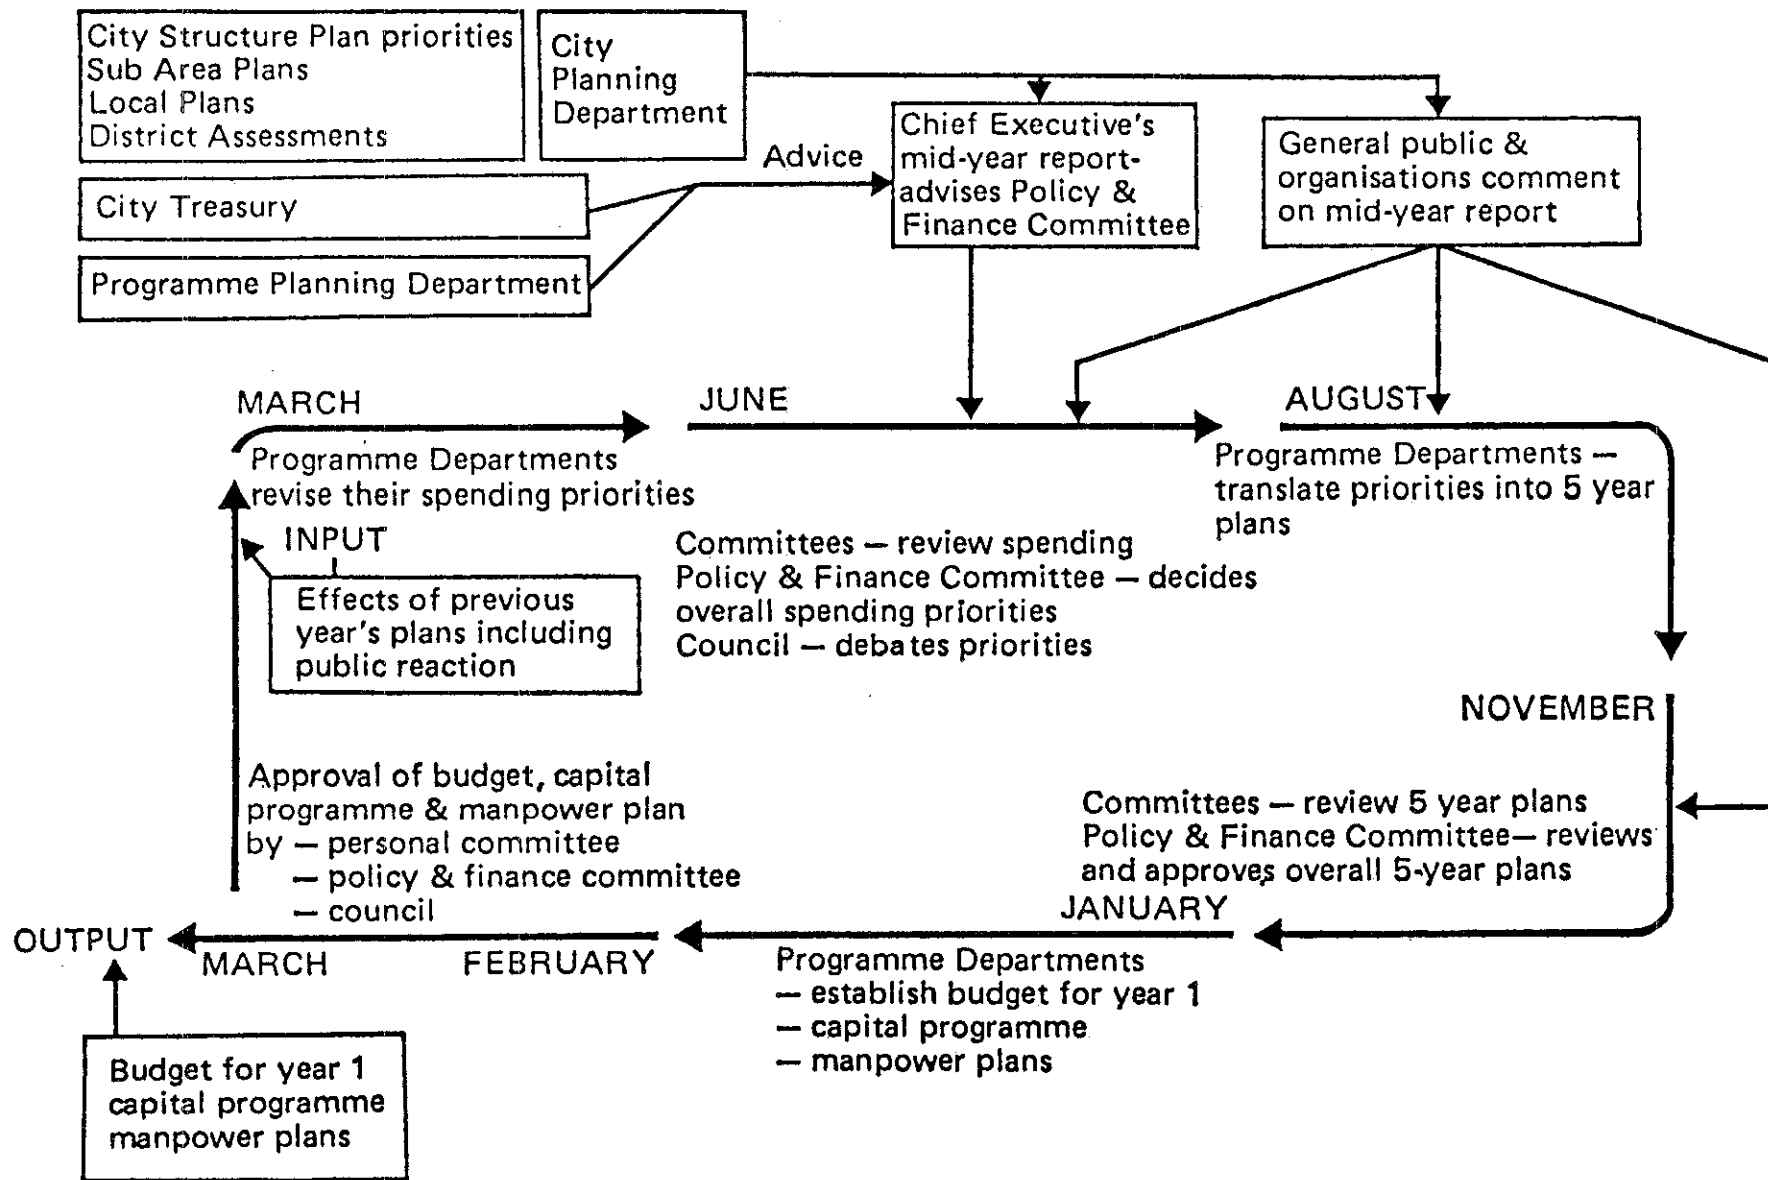 City Structure Plan priorities
Sub Area Plans
Local Plans
District Assessments
City
Planning
Department
City Treasury
Programme Planning Department
Advice
Chief Executive's
mid-year report-
advises Policy &
Finance Committee
General public &
organisations comment
on mid-year report
MARCH
Programme Departments
revise their spending priorities
JUNE
Committees — review spending
Policy & Finance Committee — decides
overall spending priorities
Council — debates priorities
AUGUST
Programme Departments —
translate priorities into 5 year
plans
INPUT
Effects of previous
year's plans including
public reaction
NOVEMBER
Committees — review 5 year plans
Policy & Finance Committee— reviews
and approves overall 5-year plans
JANUARY
Programme Departments
— establish budget for year 1
— capital programme
— manpower plans
FEBRUARY
Approval of budget, capital
programme & manpower plan
by — personal committee
— policy & finance committee
— council
MARCH
OUTPUT
Budget for year 1
capital programme
manpower plans